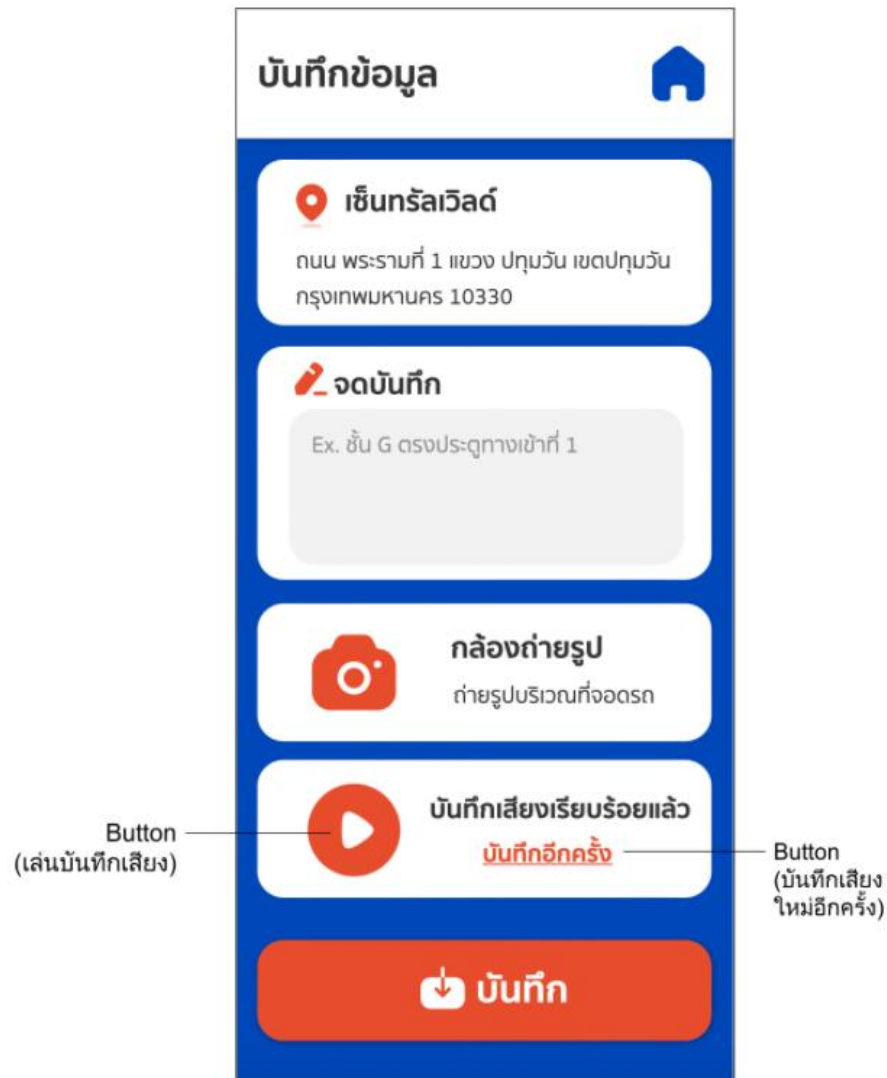 บันทึกข้อมูล
เซ็นทรัลเวิลด์
ถนน พระรามที่ 1 แขวง ปทุมวัน เขตปทุมวัน
กรุงเทพมหานคร 10330
จดบันทึก
Ex. ชั้น G ตรงประตูทางเข้าที่ 1
กล้องถ่ายรูป
ถ่ายรูปบริเวณที่จอดรถ
บันทึกเสียงเรียบร้อยแล้ว
บันทึกอีกครั้ง
Button
(เล่นบันทึกเสียง)
Button
(บันทึกเสียง
ใหม่อีกครั้ง)
บันทึก